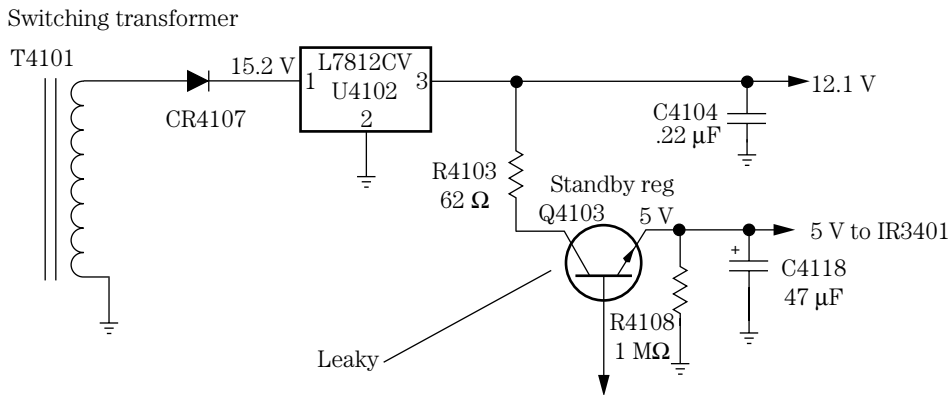 Switching transformer
T4101
CR4107
15.2 V
L7812CV
1
U4102
3
2
12.1 V
C4104
.22 μF
R4103
62 Ω
Standby reg
Q4103
5 V
5 V to IR3401
+
C4118
47 μF
R4108
1 MΩ
Leaky